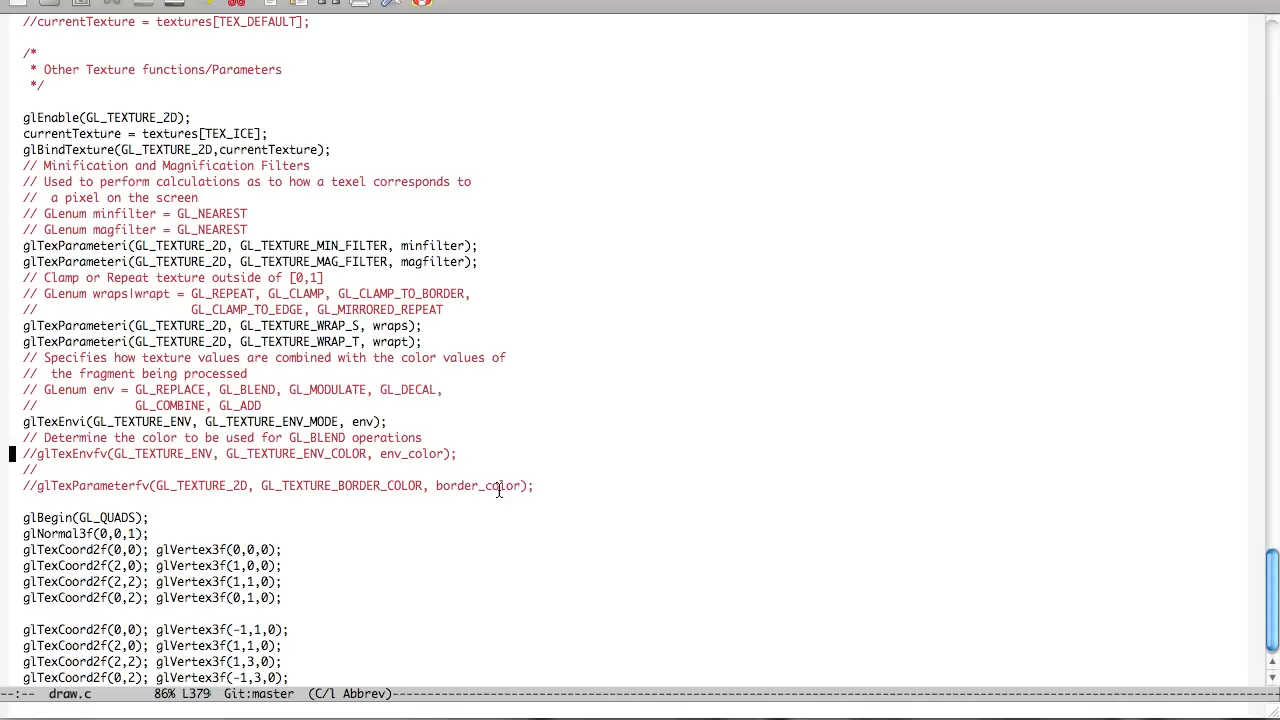 //currentTexture = textures[TEX_DEFAULT];
/*
* Other Texture functions/Parameters
*/
glEnable(GL_TEXTURE_2D);
currentTexture = textures[TEX_ICE];
glBindTexture(GL_TEXTURE_2D,currentTexture);
// Minification and Magnification Filters
// Used to perform calculations as to how a texel corresponds to
//  a pixel on the screen
// GLenum minfilter = GL_NEAREST
// GLenum magfilter = GL_NEAREST
glTexParameteri(GL_TEXTURE_2D, GL_TEXTURE_MIN_FILTER, minfilter);
glTexParameteri(GL_TEXTURE_2D, GL_TEXTURE_MAG_FILTER, magfilter);
// Clamp or Repeat texture outside of [0,1]
// GLenum wraps|wrapt = GL_REPEAT, GL_CLAMP, GL_CLAMP_TO_BORDER,
//                      GL_CLAMP_TO_EDGE, GL_MIRRORED_REPEAT
glTexParameteri(GL_TEXTURE_2D, GL_TEXTURE_WRAP_S, wraps);
glTexParameteri(GL_TEXTURE_2D, GL_TEXTURE_WRAP_T, wrapt);
// Specifies how texture values are combined with the color values of
//  the fragment being processed
// GLenum env = GL_REPLACE, GL_BLEND, GL_MODULATE, GL_DECAL,
//              GL_COMBINE, GL_ADD
glTexEnvi(GL_TEXTURE_ENV, GL_TEXTURE_ENV_MODE, env);
// Determine the color to be used for GL_BLEND operations
//glTexEnvfv(GL_TEXTURE_ENV, GL_TEXTURE_ENV_COLOR, env_color);
//
//glTexParameterfv(GL_TEXTURE_2D, GL_TEXTURE_BORDER_COLOR, border_color);
glBegin(GL_QUADS);
glNormal3f(0,0,1);
glTexCoord2f(0,0); glVertex3f(0,0,0);
glTexCoord2f(2,0); glVertex3f(1,0,0);
glTexCoord2f(2,2); glVertex3f(1,1,0);
glTexCoord2f(0,2); glVertex3f(0,1,0);
glTexCoord2f(0,0); glVertex3f(-1,1,0);
glTexCoord2f(2,0); glVertex3f(1,1,0);
glTexCoord2f(2,2); glVertex3f(1,3,0);
glTexCoord2f(0,2); glVertex3f(-1,3,0);
--:--  draw.c         86% L379  Git:master  (C/l Abbrev)--------------------------------------------------------------------------------